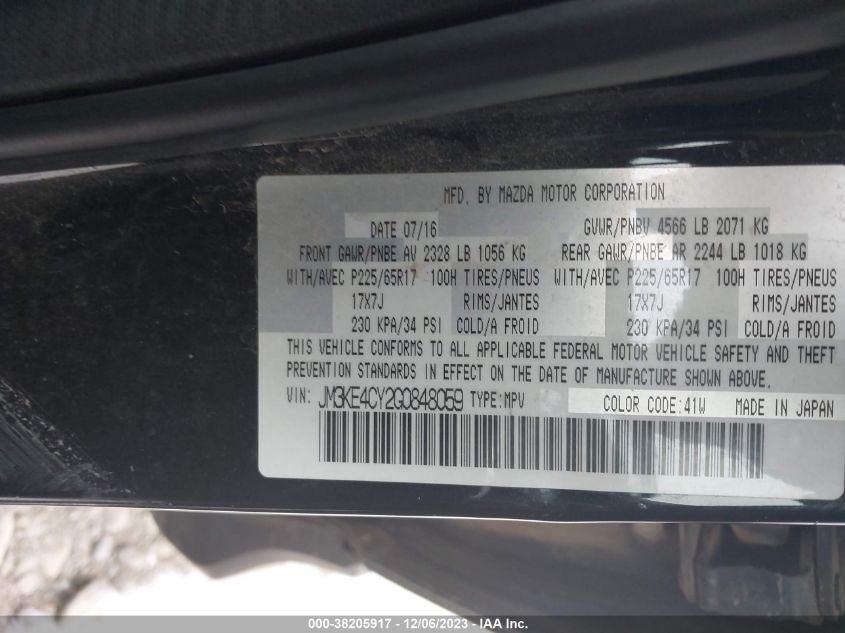 MFD. BY MAZDA MOTOR CORPORATION
DATE 07/16 GVWR/PNBV 4566 LB 2071 KG
FRONT GAWR/PNBE AV 2328 LB 1056 KG REAR GAWR/PNBE AR 2244 LB 1018 KG
WITH/AVEC P225/65R17 100H TIRES/PNEUS WITH/AVEC P225/65R17 100H TIRES/PNEUS
17X7J RIMS/JANTES 17X7J RIMS/JANTES
230 KPA/34 PSI COLD/A FROID 230 KPA/34 PSI COLD/A FROID
THIS VEHICLE CONFORMS TO ALL APPLICABLE FEDERAL MOTOR VEHICLE SAFETY AND THEFT
PREVENTION STANDARDS IN EFFECT ON THE DATE OF MANUFACTURE SHOWN ABOVE.
VIN: JM3KE4CY2G0848059 TYPE:MPV COLOR CODE:41W MADE IN JAPAN
000-38205917 - 12/06/2023 - IAA Inc.